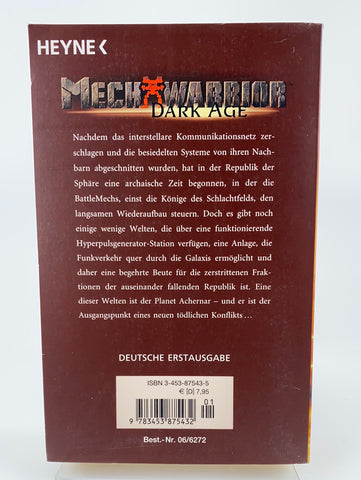 HEYNE<
MECHWARRIOR
DARK AGE
Nachdem das interstellare Kommunikationsnetz zer-
schlagen und die besiedelten Systeme von ihren Nach-
barn abgeschnitten wurden, hat in der Republik der
Sphäre eine archaische Zeit begonnen, in der die
BattleMechs, einst die Könige des Schlachtfelds, den
langsamen Wiederaufbau steuern. Doch es gibt noch
einige wenige Welten, die über eine funktionierende
Hyperpulsgenerator-Station verfügen, eine Anlage, die
Funkverkehr quer durch die Galaxis ermöglicht und
daher eine begehrte Beute für die zerstrittenen Frak-
tionen der auseinander fallenden Republik ist. Eine
dieser Welten ist der Planet Achernar – und er ist der
Ausgangspunkt eines neuen tödlichen Konflikts ...
DEUTSCHE ERSTAUSGABE
ISBN 3-453-87543-5
€ [D] 7,95
01
9 783453 875432
Best.-Nr. 06/6272